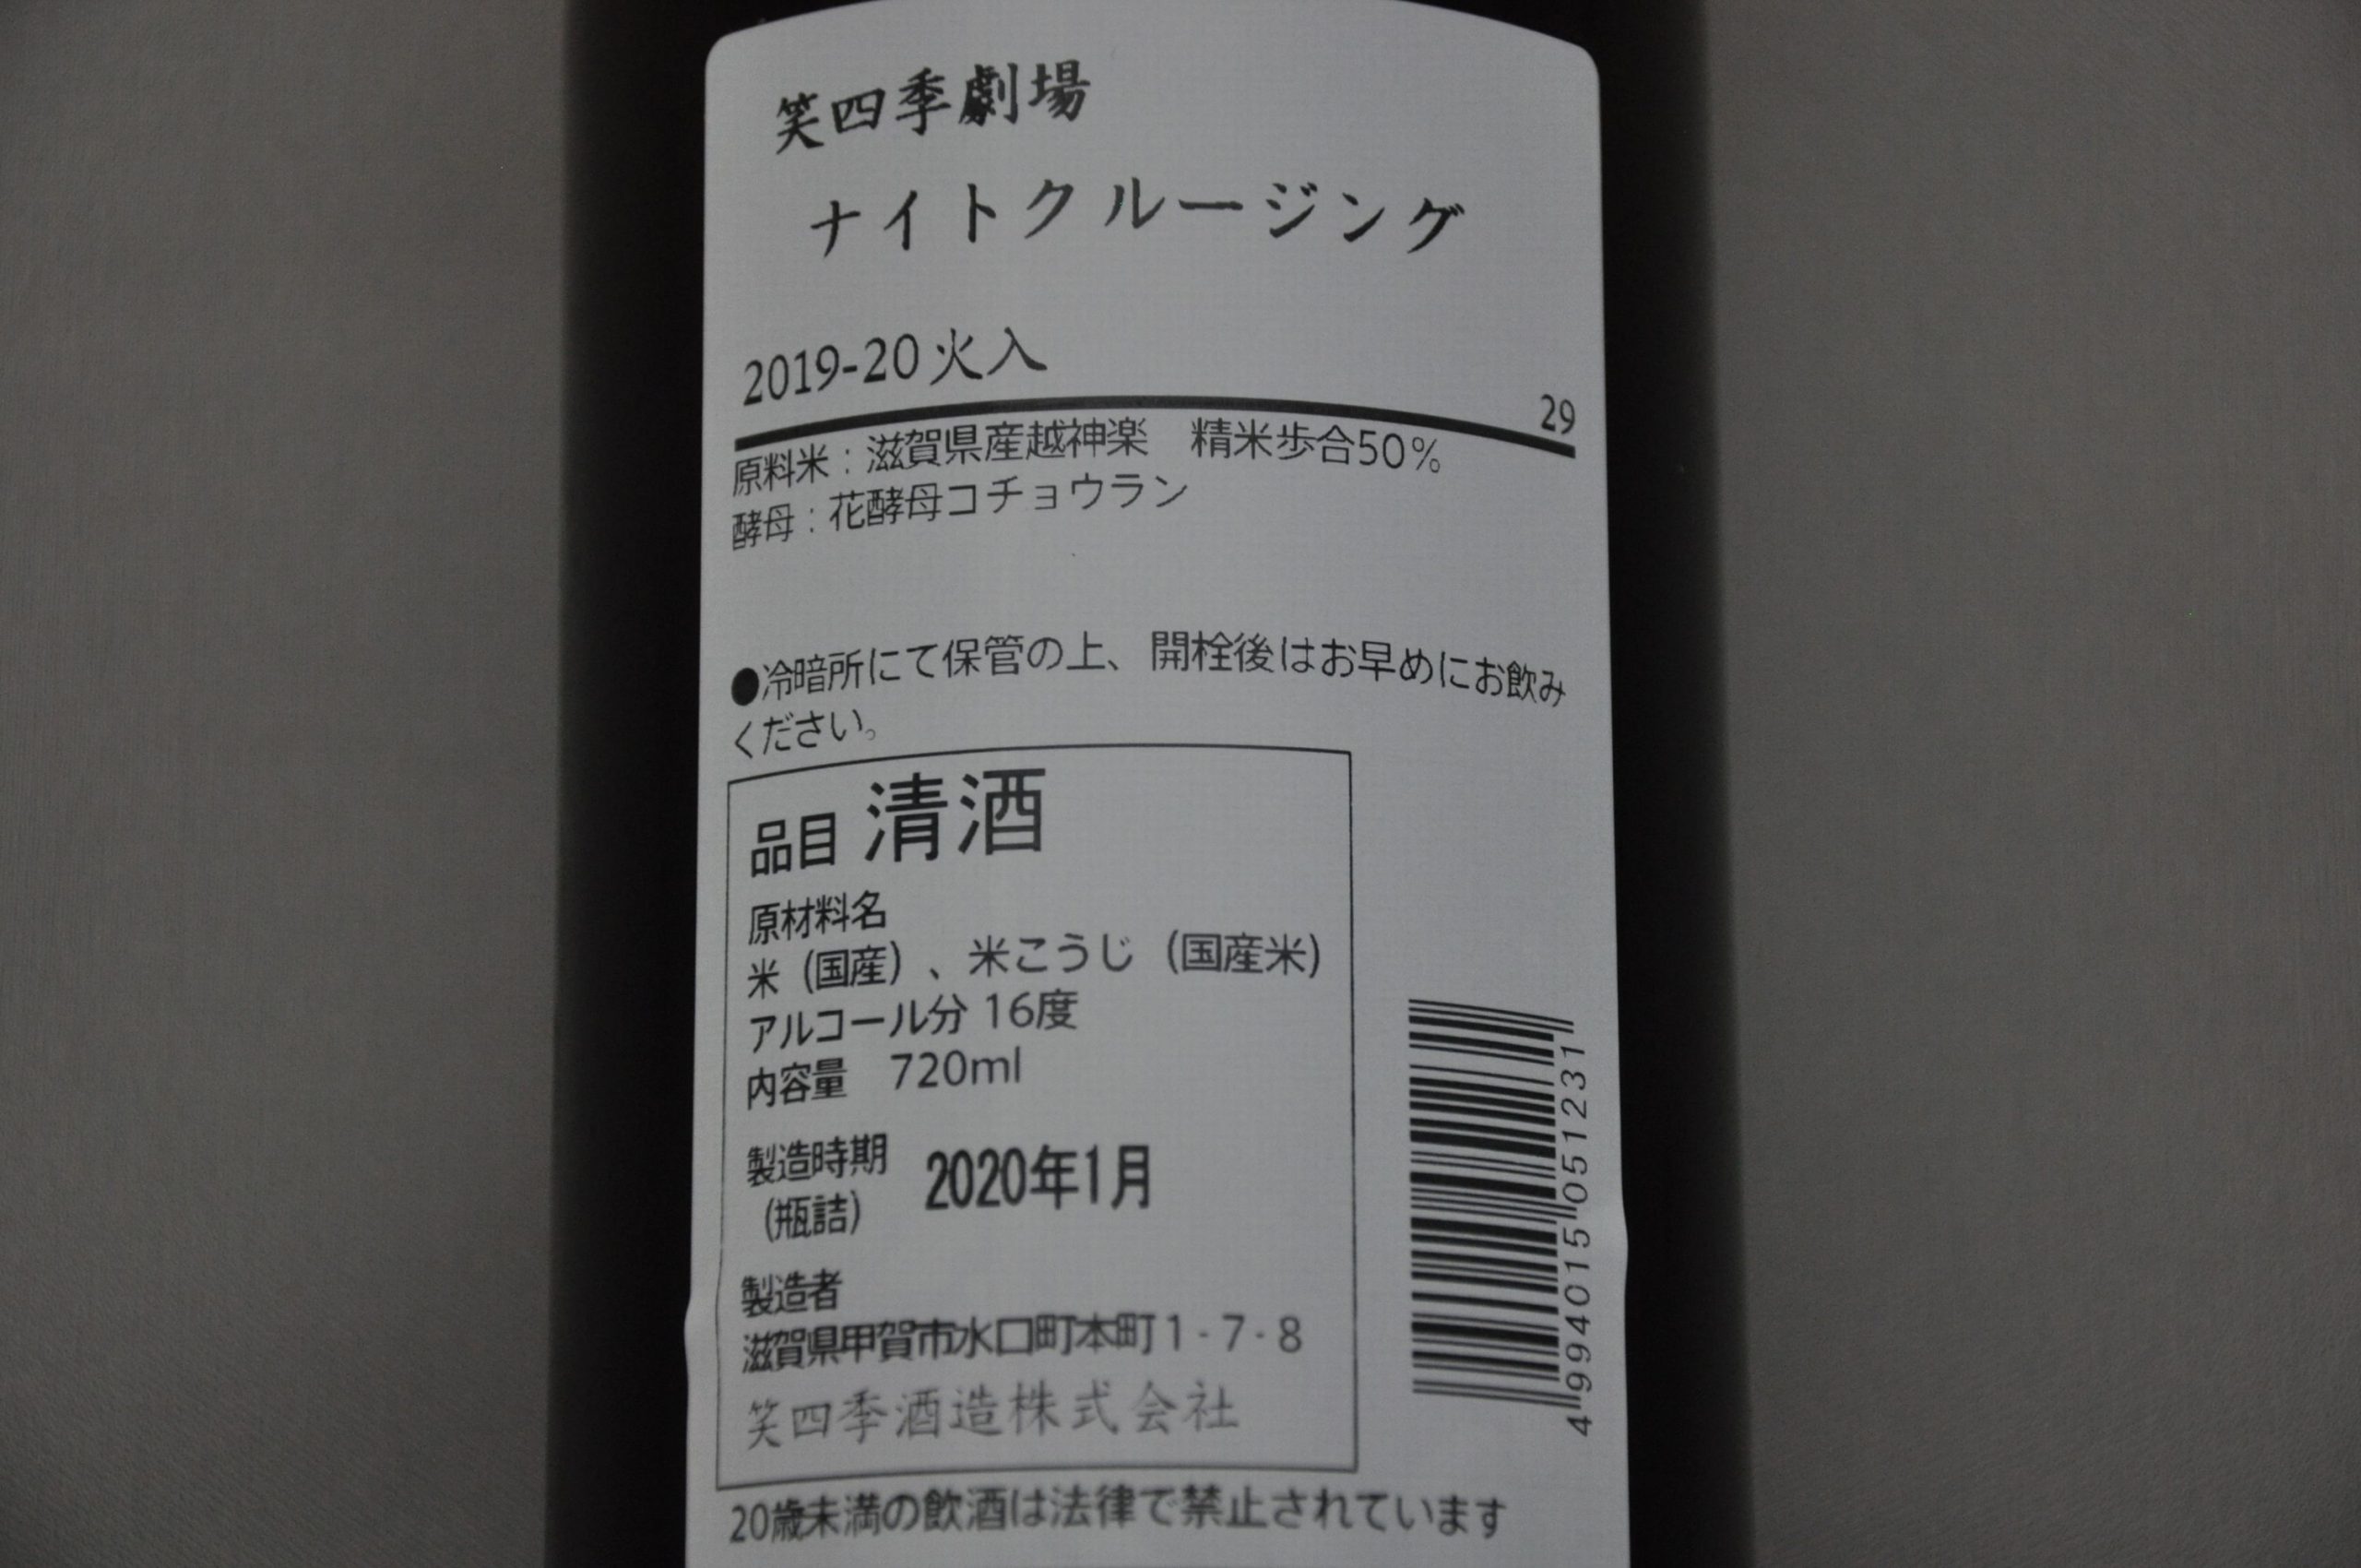 笑四季劇場
ナイトクルージング
2019-20火入
29
原料米：滋賀県産越神楽　精米歩合50％
酵母：花酵母コチョウラン
●冷暗所にて保管の上、開栓後はお早めにお飲み
ください。
品目 清酒
原材料名
米（国産）、米こうじ（国産米）
アルコール分 16度
内容量　720ml
製造時期　2020年1月
（瓶詰）
製造者
滋賀県甲賀市水口町本町1-7-8
笑四季酒造株式会社
4994015051231
20歳未満の飲酒は法律で禁止されています